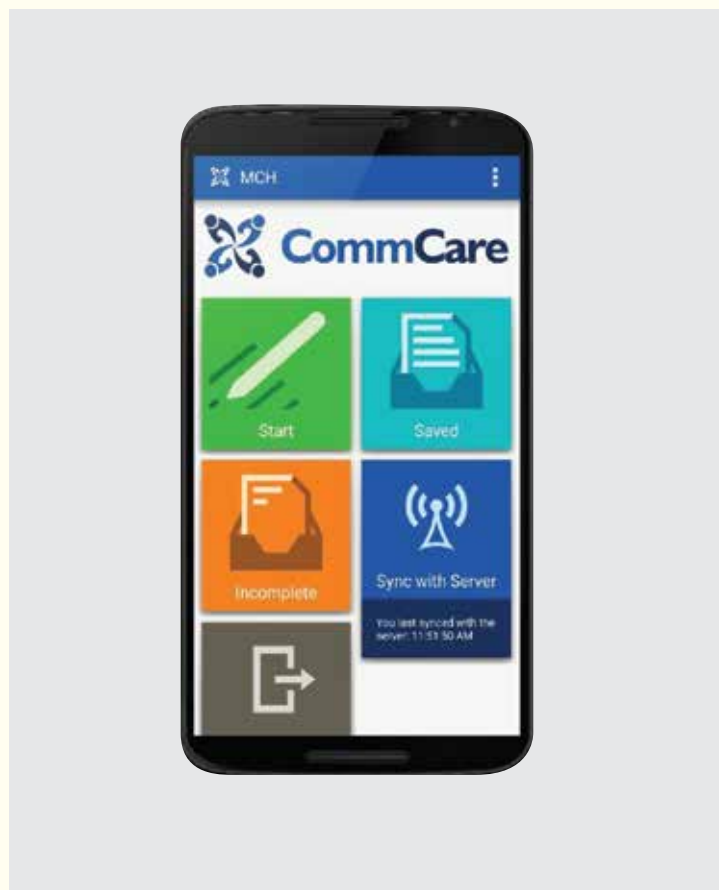 MCH
CommCare
Start
Saved
Incomplete
Sync with Server
You last synced with the
server: 11:51:50 AM